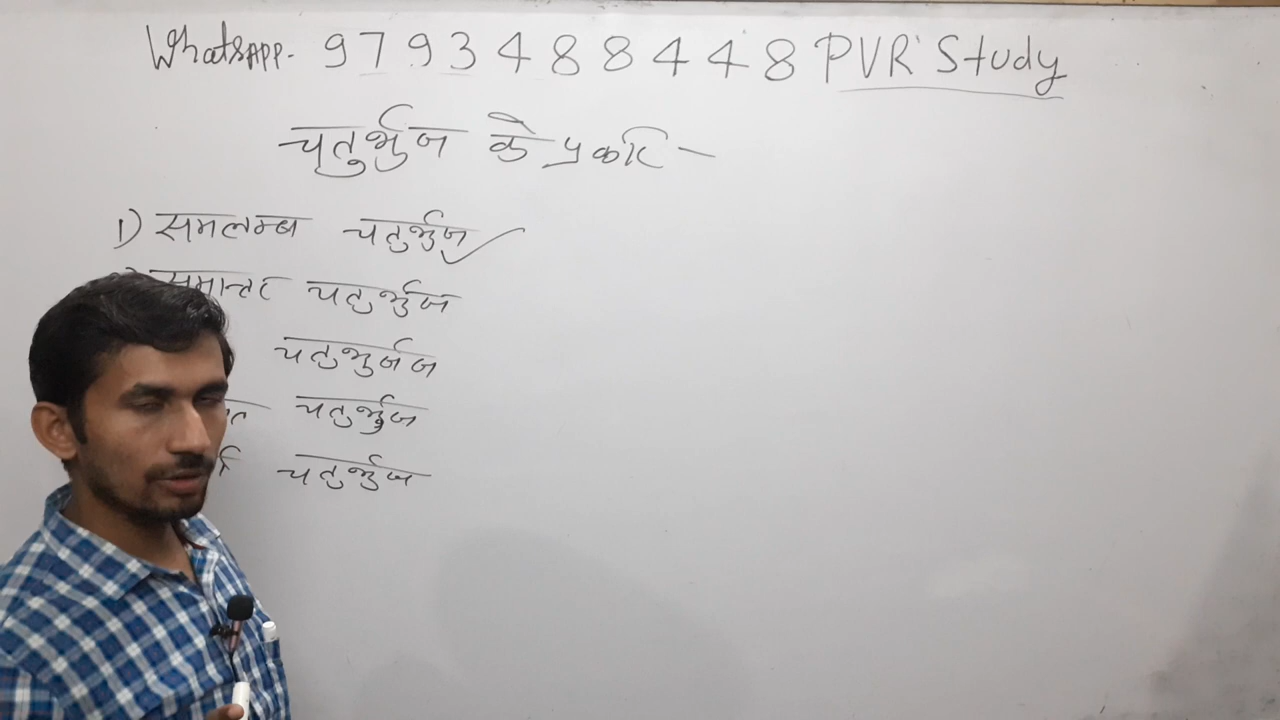 WhatsAPP. 9793488448 PVR Study
चतुर्भुज के प्रकार -
1) समलम्ब चतुर्भुज
समान्तर चतुर्भुज
चतुर्भुज
चतुर्भुज
चतुर्भुज